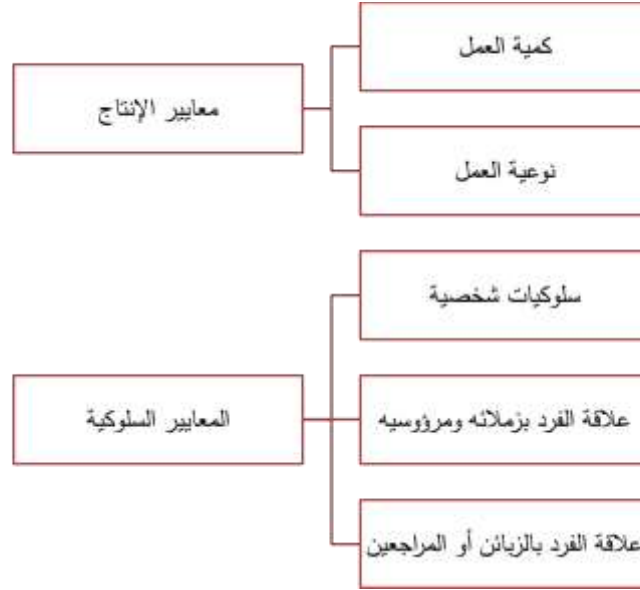 معايير الإنتاج
كمية العمل
نوعية العمل
المعايير السلوكية
سلوكيات شخصية
علاقة الفرد بزملائه ومرؤوسيه
علاقة الفرد بالزبائن أو المراجعين